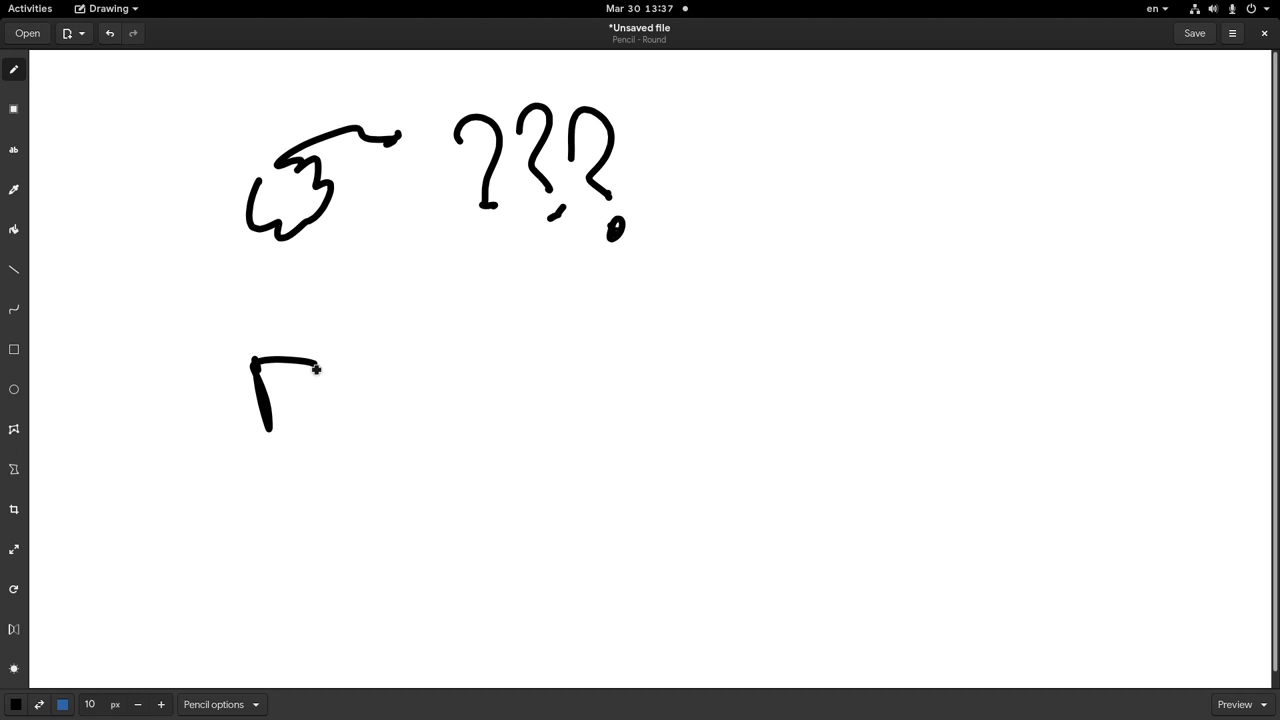 Activities Drawing Mar 30 13:37 en
Open *Unsaved file Save
Pencil - Round
???
10 px Pencil options Preview